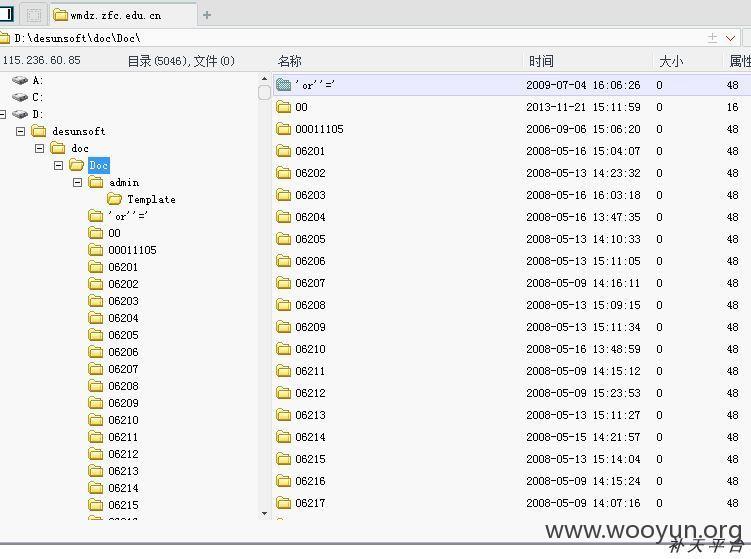 wmdz.zfc.edu.cn
D:\desunsoft\doc\Doc\
115.236.60.85 目录(5046),文件(0) 名称 时间 大小 属性
A:
C:
D:
desunsoft
doc
Doc
admin
Template
'or''='
00
00011105
06201
06202
06203
06204
06205
06206
06207
06208
06209
06210
06211
06212
06213
06214
06215
'or''=' 2009-07-04 16:06:26 0 48
00 2013-11-21 15:11:59 0 16
00011105 2006-09-06 15:06:20 0 48
06201 2008-05-16 15:04:07 0 48
06202 2008-05-13 14:23:32 0 48
06203 2008-05-16 16:03:18 0 48
06204 2008-05-16 13:47:35 0 48
06205 2008-05-13 14:10:33 0 48
06206 2008-05-13 15:11:05 0 48
06207 2008-05-09 14:16:11 0 48
06208 2008-05-13 15:09:15 0 48
06209 2008-05-13 15:11:34 0 48
06210 2008-05-16 13:48:59 0 48
06211 2008-05-09 14:15:12 0 48
06212 2008-05-09 15:23:53 0 48
06213 2008-05-13 15:11:27 0 48
06214 2008-05-15 14:21:57 0 48
06215 2008-05-13 15:14:04 0 48
06216 2008-05-09 14:15:24 0 48
06217 2008-05-09 14:07:16 0 48
www.wooyun.org
补天平台